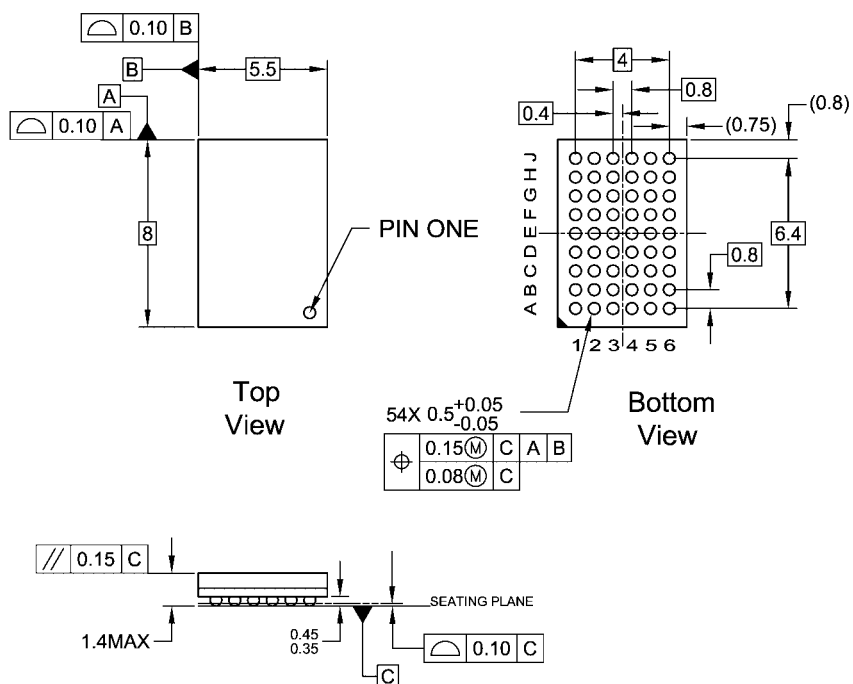 0.10 B
B
5.5
A
0.10 A
8
PIN ONE
Top
View
4
0.8
0.4
(0.8)
(0.75)
J
H
G
F
E
D
C
B
A
6.4
0.8
1 2 3 4 5 6
54X 0.5 +0.05
-0.05
0.15 Ⓜ C A B
0.08 Ⓜ C
Bottom
View
// 0.15 C
1.4MAX
0.45
0.35
SEATING PLANE
0.10 C
C